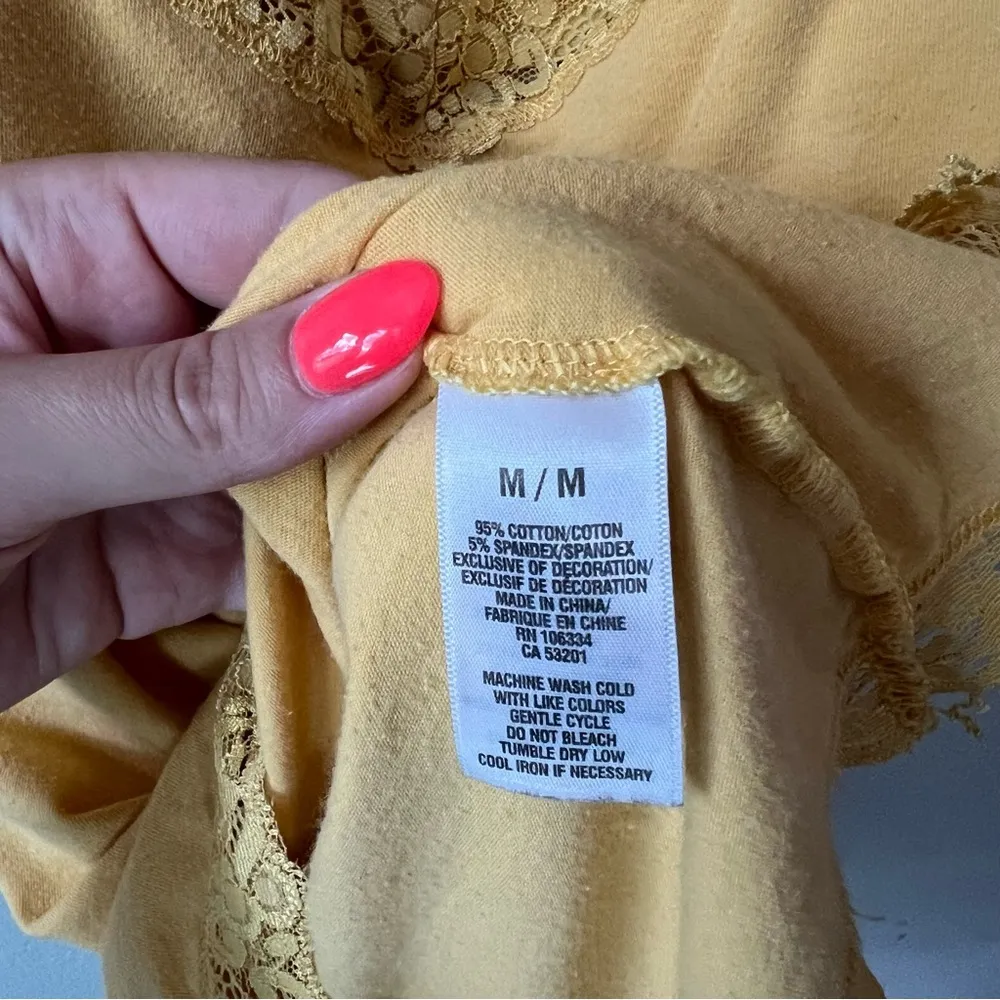 M / M
95% COTTON/COTON
5% SPANDEX/SPANDEX
EXCLUSIVE OF DECORATION/
EXCLUSIF DE DÉCORATION
MADE IN CHINA/
FABRIQUE EN CHINE
RN 106334
CA 53201
MACHINE WASH COLD
WITH LIKE COLORS
GENTLE CYCLE
DO NOT BLEACH
TUMBLE DRY LOW
COOL IRON IF NECESSARY